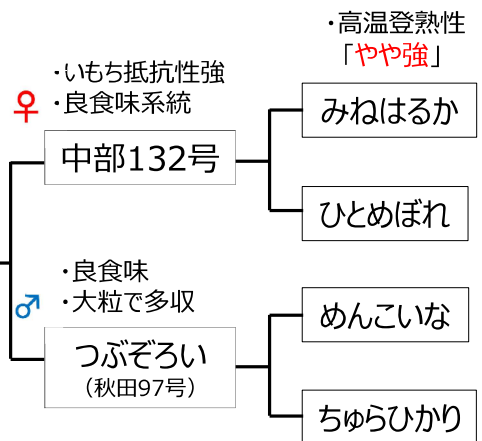 ・高温登熟性
「やや強」
・いもち抵抗性強
・良食味系統
♀
中部132号
みねはるか
ひとめぼれ
・良食味
・大粒で多収
♂
つぶぞろい
（秋田97号）
めんこいな
ちゅらひかり